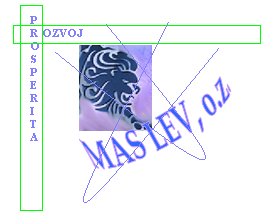 PROSPERITA
ROZVOJ
MAS LEV, o.z.